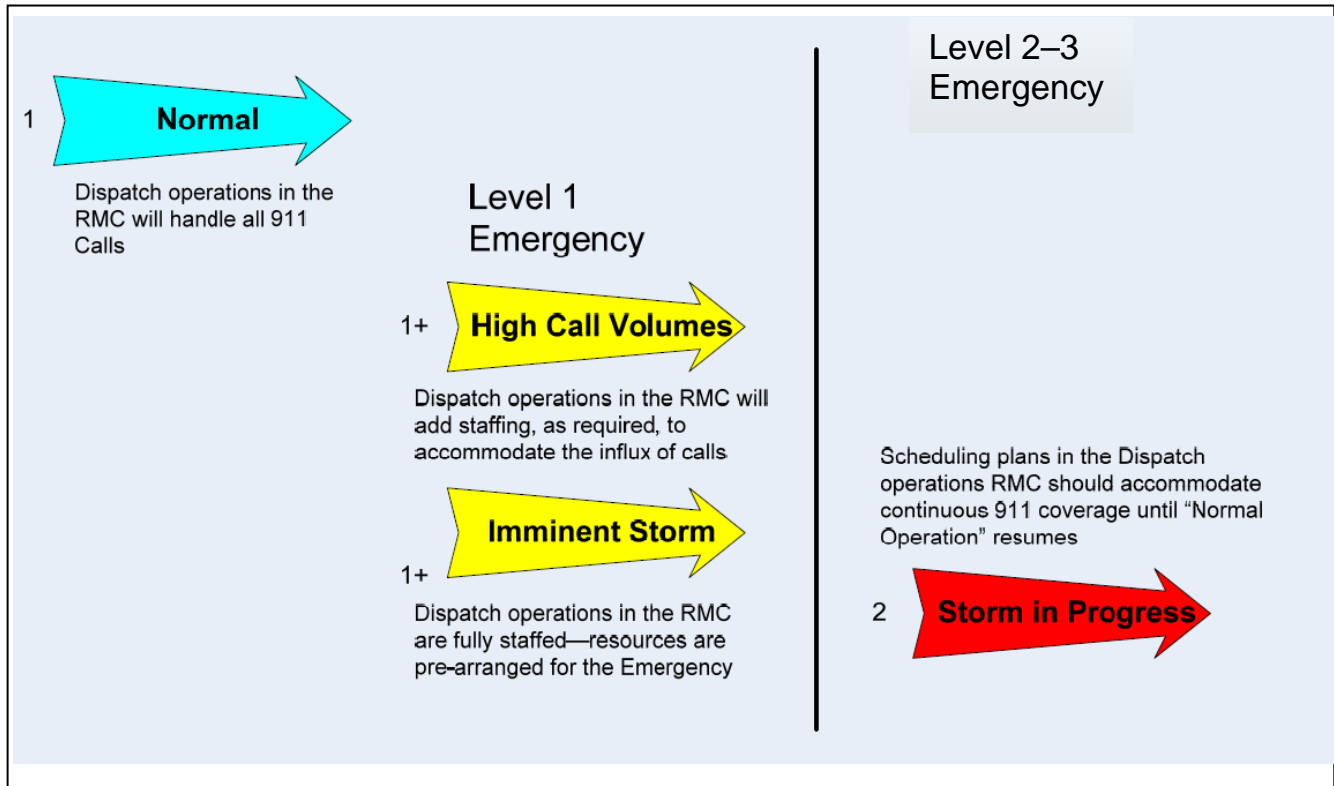 1
Normal
Dispatch operations in the
RMC will handle all 911
Calls
Level 1
Emergency
1+
High Call Volumes
Dispatch operations in the RMC will
add staffing, as required, to
accommodate the influx of calls
Imminent Storm
1+
Dispatch operations in the RMC
are fully staffed—resources are
pre-arranged for the Emergency
Level 2–3
Emergency
Scheduling plans in the Dispatch
operations RMC should accommodate
continuous 911 coverage until “Normal
Operation” resumes
2
Storm in Progress